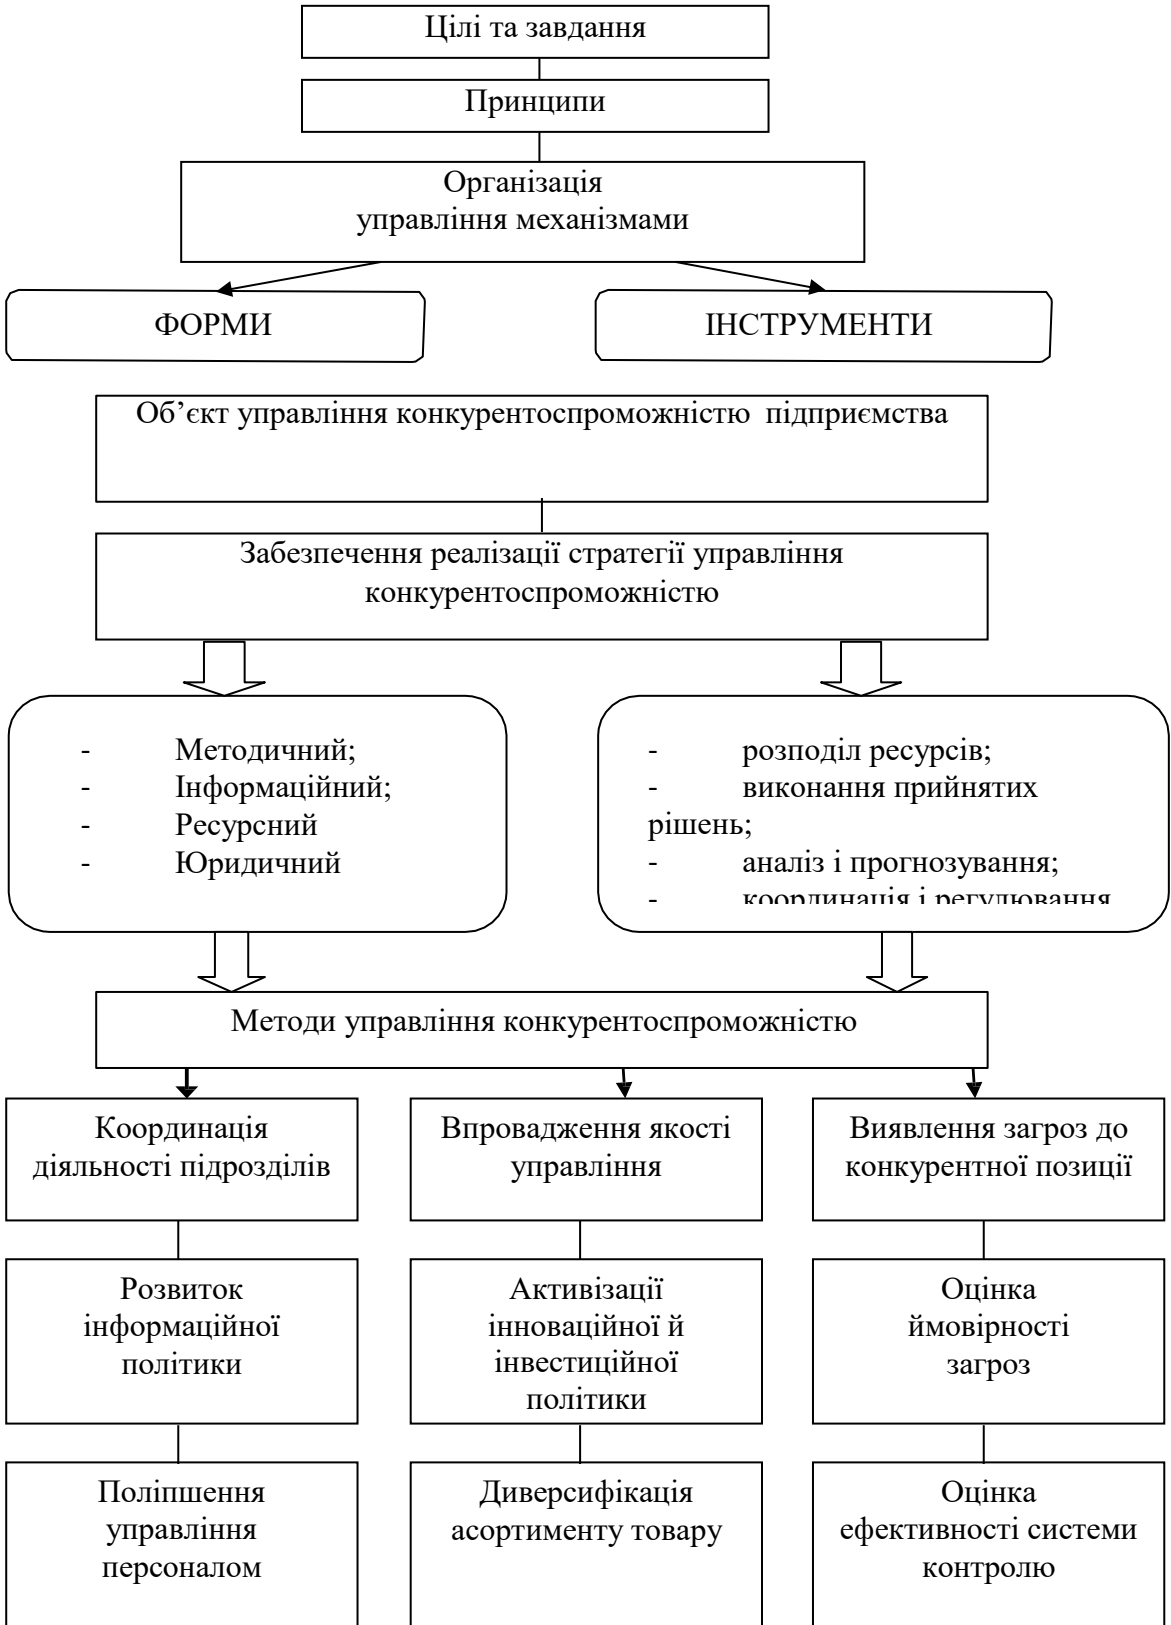 Цілі та завдання
Принципи
Організація
управління механізмами
ФОРМИ
ІНСТРУМЕНТИ
Об’єкт управління конкурентоспроможністю підприємства
Забезпечення реалізації стратегії управління
конкурентоспроможністю
- Методичний;
- Інформаційний;
- Ресурсний
- Юридичний
- розподіл ресурсів;
- виконання прийнятих
рішень;
- аналіз і прогнозування;
- координація і регулювання
Методи управління конкурентоспроможністю
Координація
діяльності підрозділів
Впровадження якості
управління
Виявлення загроз до
конкурентної позиції
Розвиток
інформаційної
політики
Активізації
інноваційної й
інвестиційної
політики
Оцінка
ймовірності
загроз
Поліпшення
управління
персоналом
Диверсифікація
асортименту товару
Оцінка
ефективності системи
контролю